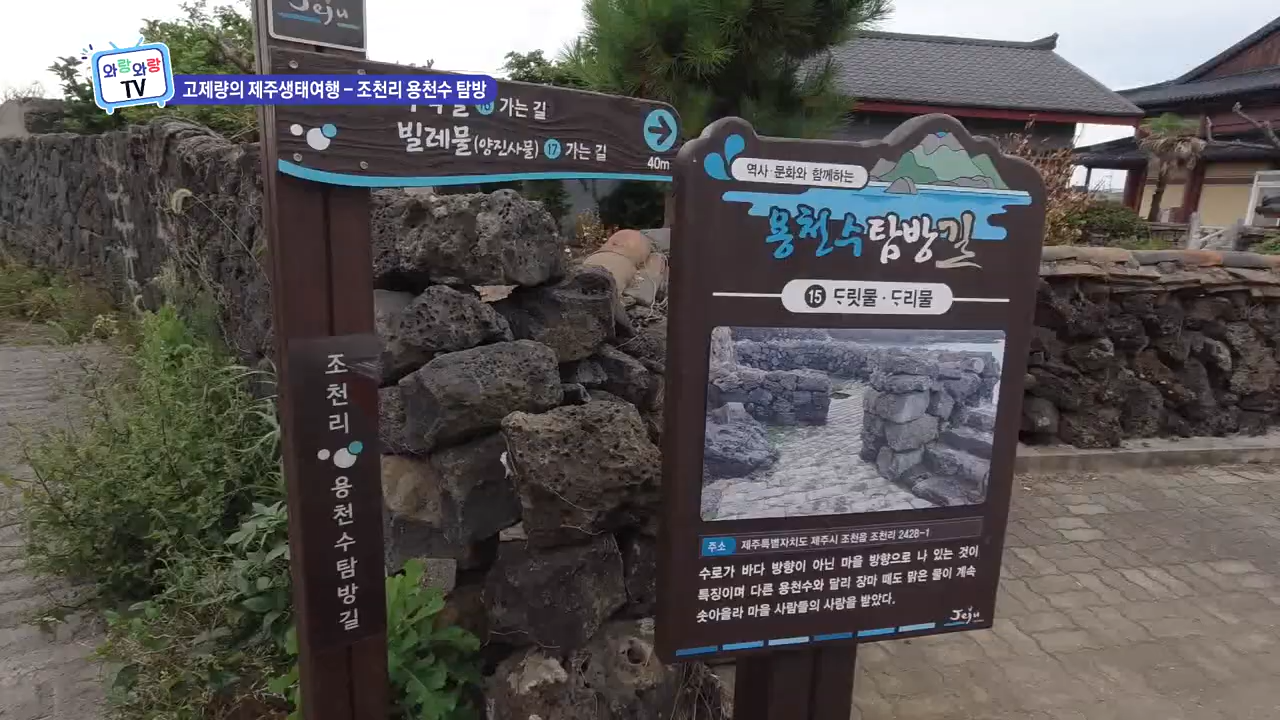 와랑와랑
TV
고제량의 제주생태여행 – 조천리 용천수 탐방
Jeju
가는 길
빌레물(양진사물) 17 가는 길
40m
조천리
용천수탐방길
역사·문화와 함께하는
용천수탐방길
15 두릿물·두리물
주소 제주특별자치도 제주시 조천읍 조천리 2428-1
수로가 바다 방향이 아닌 마을 방향으로 나 있는 것이
특징이며 다른 용천수와 달리 장마 때도 맑은 물이 계속
솟아올라 마을 사람들의 사랑을 받았다.
Jeju